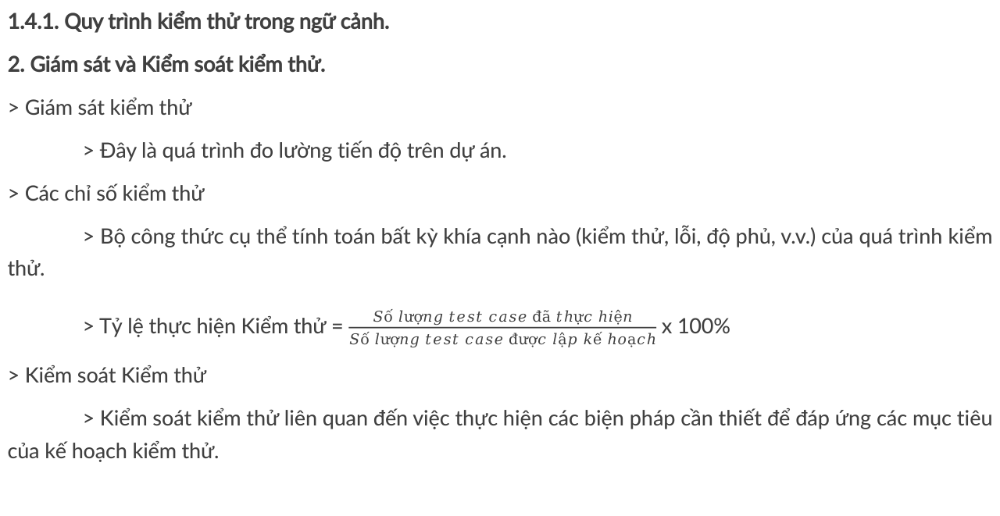 1.4.1. Quy trình kiểm thử trong ngữ cảnh.
2. Giám sát và Kiểm soát kiểm thử.
> Giám sát kiểm thử
> Đây là quá trình đo lường tiến độ trên dự án.
> Các chỉ số kiểm thử
> Bộ công thức cụ thể tính toán bất kỳ khía cạnh nào (kiểm thử, lỗi, độ phủ, v.v.) của quá trình kiểm
thử.
> Tỷ lệ thực hiện Kiểm thử = Số lượng test case đã thực hiện / Số lượng test case được lập kế hoạch x 100%
> Kiểm soát Kiểm thử
> Kiểm soát kiểm thử liên quan đến việc thực hiện các biện pháp cần thiết để đáp ứng các mục tiêu
của kế hoạch kiểm thử.